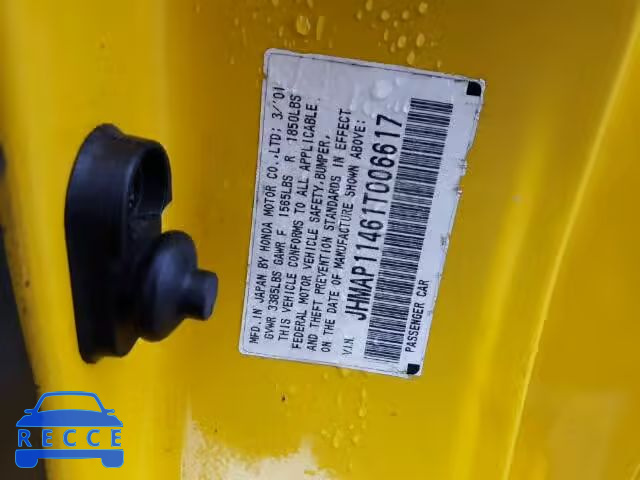 MFD.IN JAPAN BY HONDA MOTOR CO.,LTD; 3/'01
GVWR 3385LBS GAWR F 1565LBS R 1850LBS
THIS VEHICLE CONFORMS TO ALL APPLICABLE
FEDERAL MOTOR VEHICLE SAFETY,BUMPER,
AND THEFT PREVENTION STANDARDS IN EFFECT
ON THE DATE OF MANUFACTURE SHOWN ABOVE;
V.I.N. JHMAP11461T006617
PASSENGER CAR
RECCE